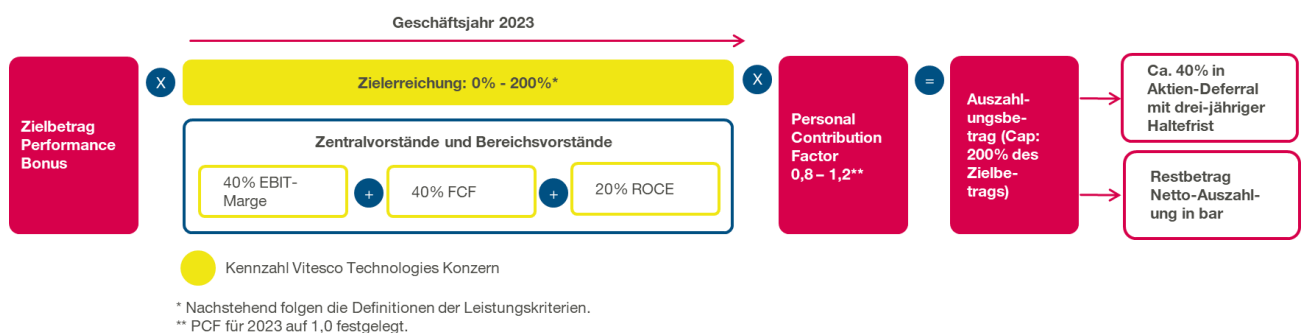 Geschäftsjahr 2023
Zielbetrag
Performance
Bonus
X
Zielerreichung: 0% - 200%*
Zentralvorstände und Bereichsvorstände
40% EBIT-
Marge
+
40% FCF
+
20% ROCE
X
Personal
Contribution
Factor
0,8 – 1,2**
=
Auszahl-
ungsbe-
trag (Cap:
200% des
Zielbe-
trags)
Ca. 40% in
Aktien-Deferral
mit drei-jähriger
Haltefrist
Restbetrag
Netto-Auszahl-
ung in bar
Kennzahl Vitesco Technologies Konzern
* Nachstehend folgen die Definitionen der Leistungskriterien.
** PCF für 2023 auf 1,0 festgelegt.